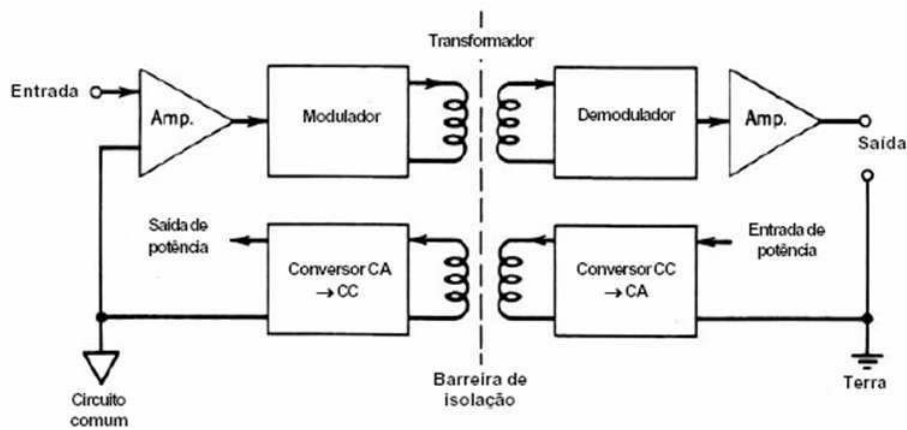 Transformador
Entrada
Amp.
Modulador
Demodulador
Amp.
Saída
Saída de
potência
Conversor CA
→ CC
Conversor CC
→ CA
Entrada de
potência
Circuito
comum
Barreira de
isolação
Terra